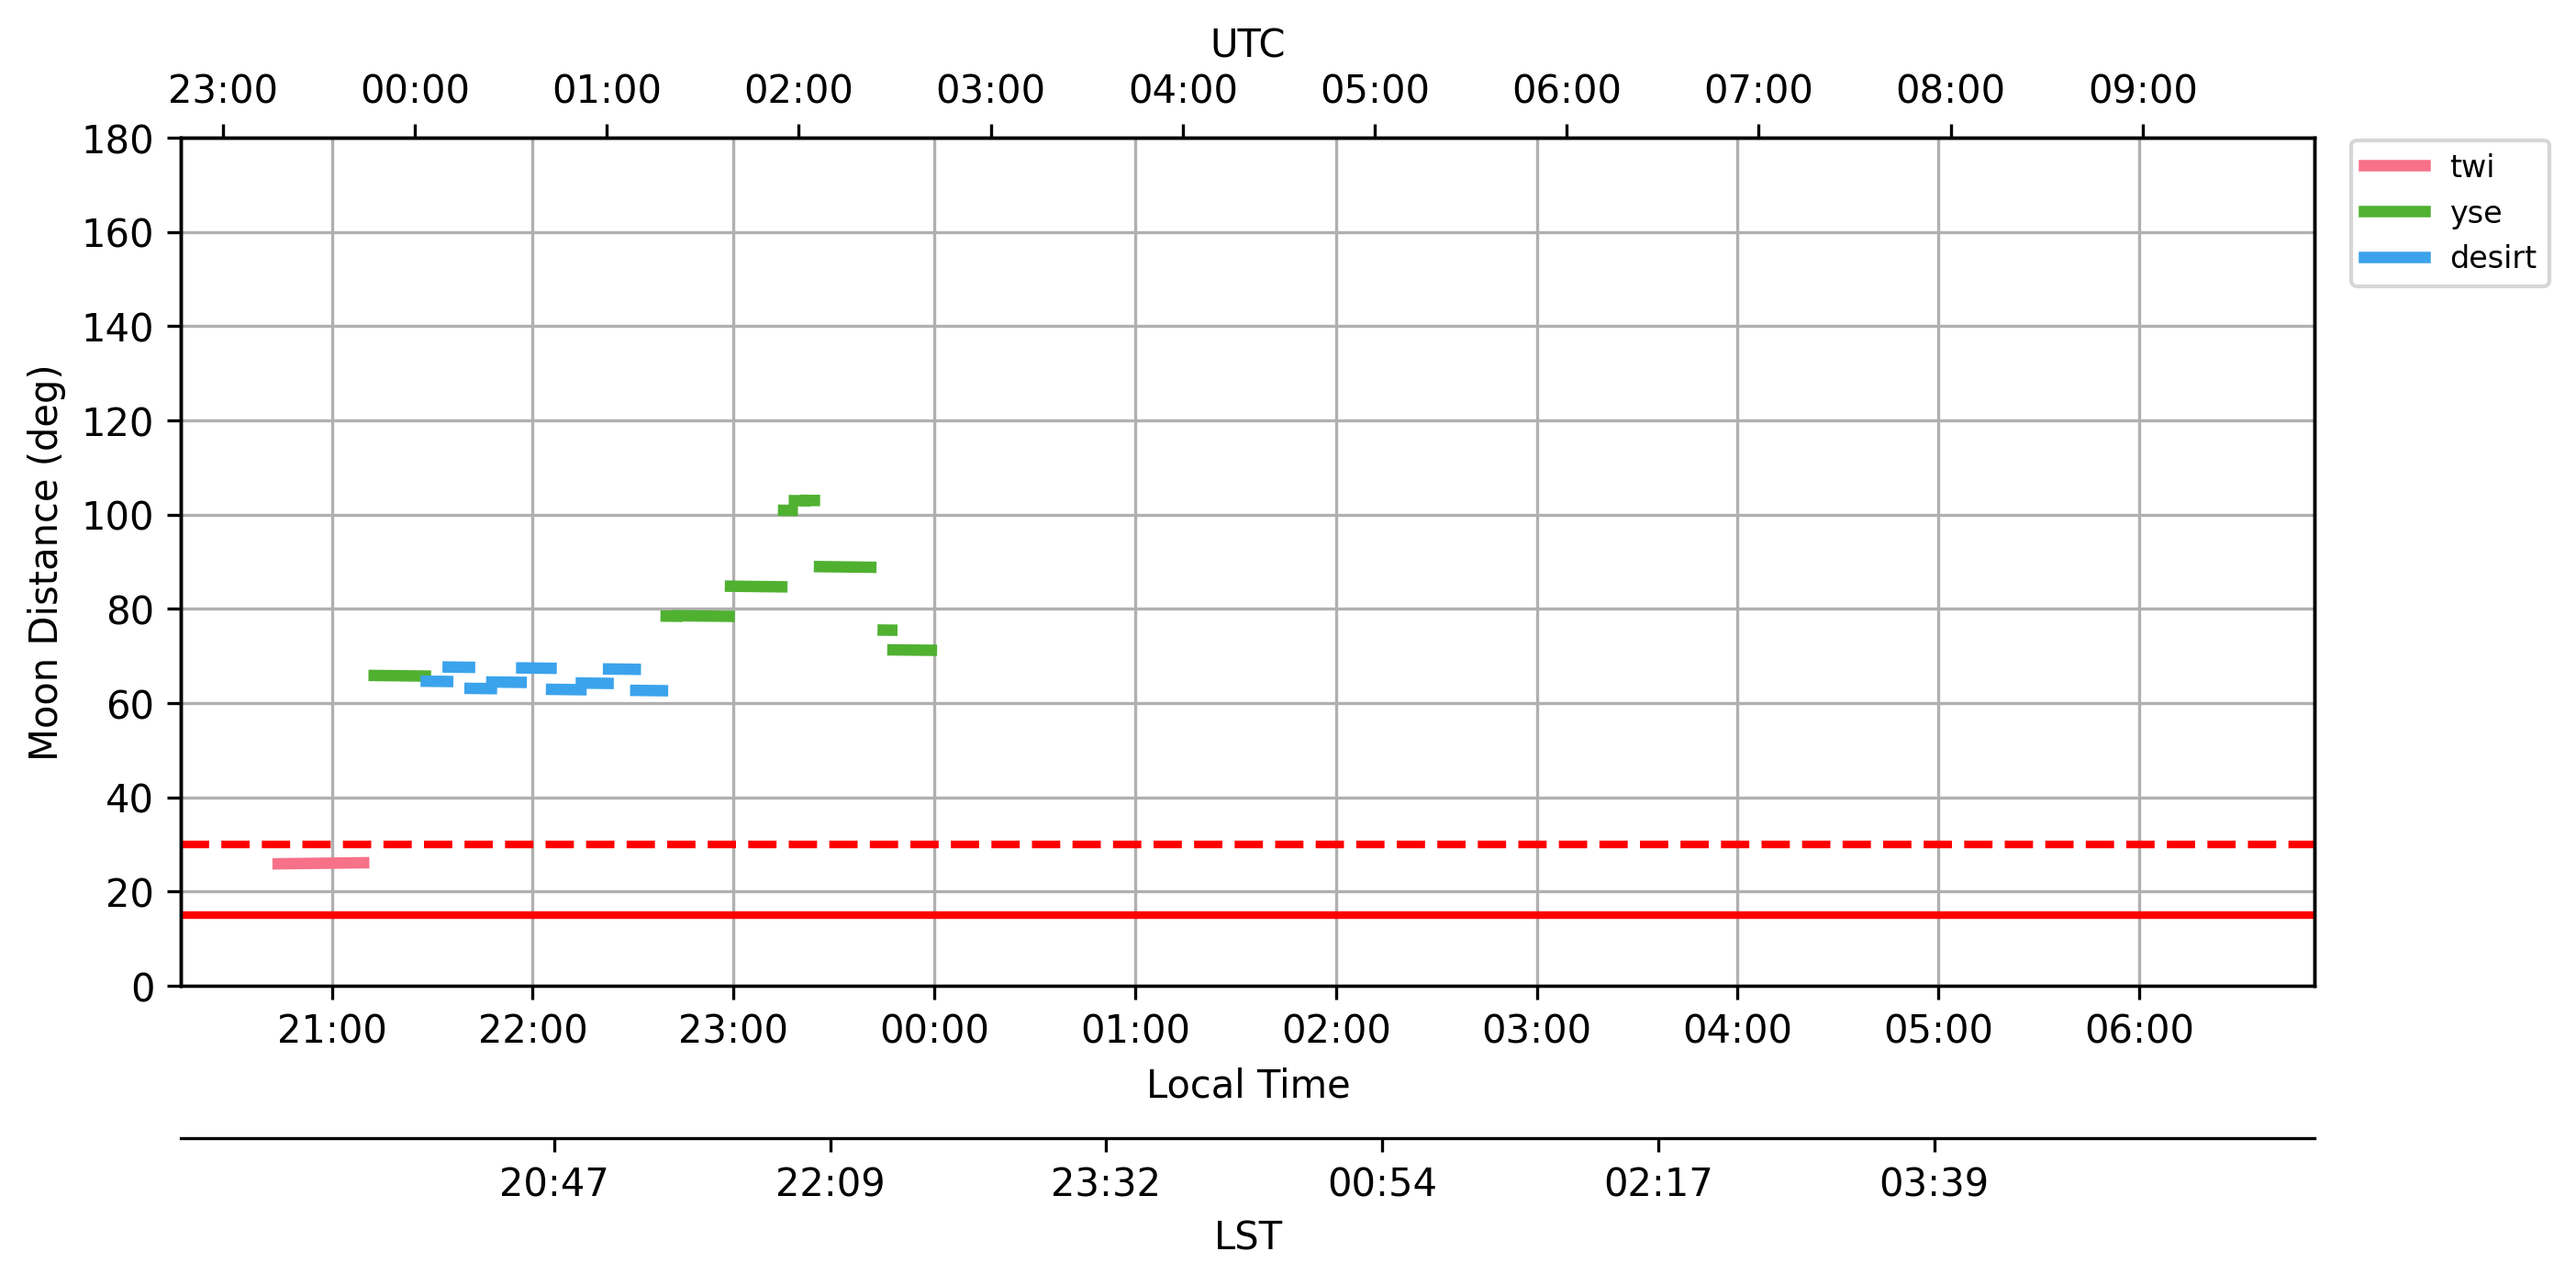 UTC
23:00 00:00 01:00 02:00 03:00 04:00 05:00 06:00 07:00 08:00 09:00
180
160
140
120
100
80
60
40
20
0
Moon Distance (deg)
twi
yse
desirt
21:00 22:00 23:00 00:00 01:00 02:00 03:00 04:00 05:00 06:00
Local Time
20:47 22:09 23:32 00:54 02:17 03:39
LST